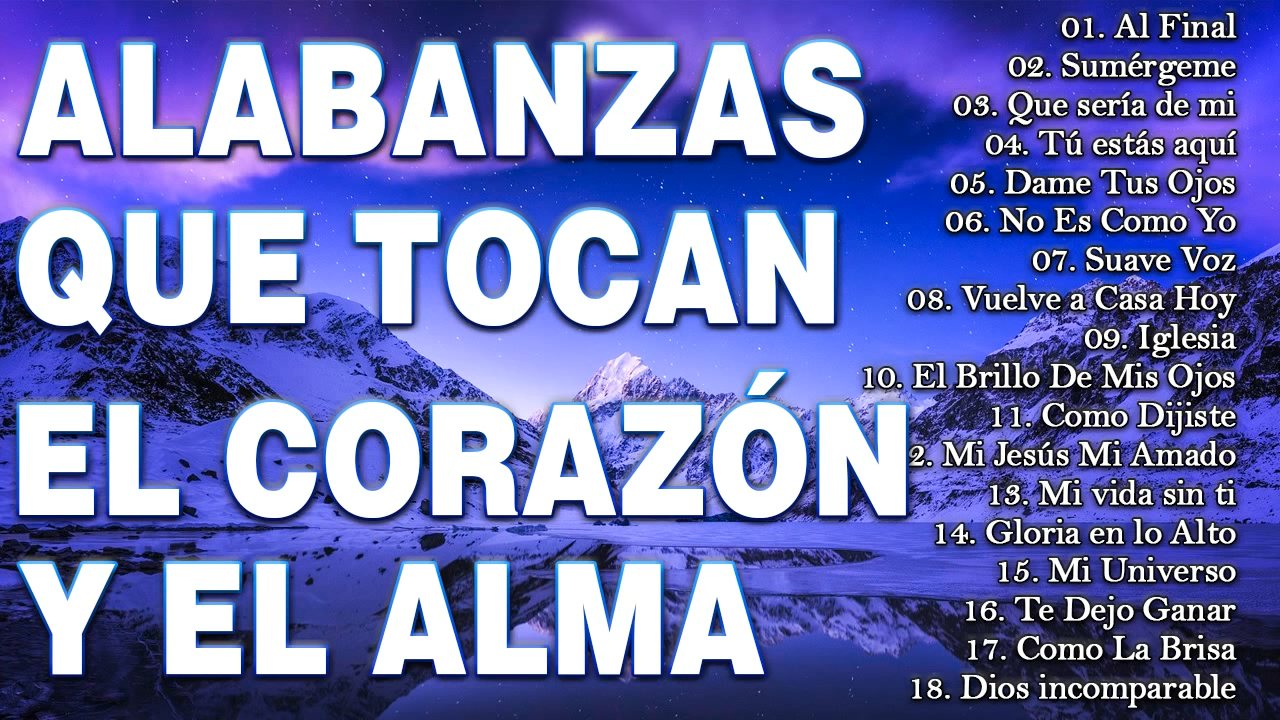 ALABANZAS
QUE TOCAN
EL CORAZÓN
Y EL ALMA
01. Al Final
02. Sumérgeme
03. Que sería de mi
04. Tú estás aquí
05. Dame Tus Ojos
06. No Es Como Yo
07. Suave Voz
08. Vuelve a Casa Hoy
09. Iglesia
10. El Brillo De Mis Ojos
11. Como Dijiste
2. Mi Jesús Mi Amado
13. Mi vida sin ti
14. Gloria en lo Alto
15. Mi Universo
16. Te Dejo Ganar
17. Como La Brisa
18. Dios incomparable